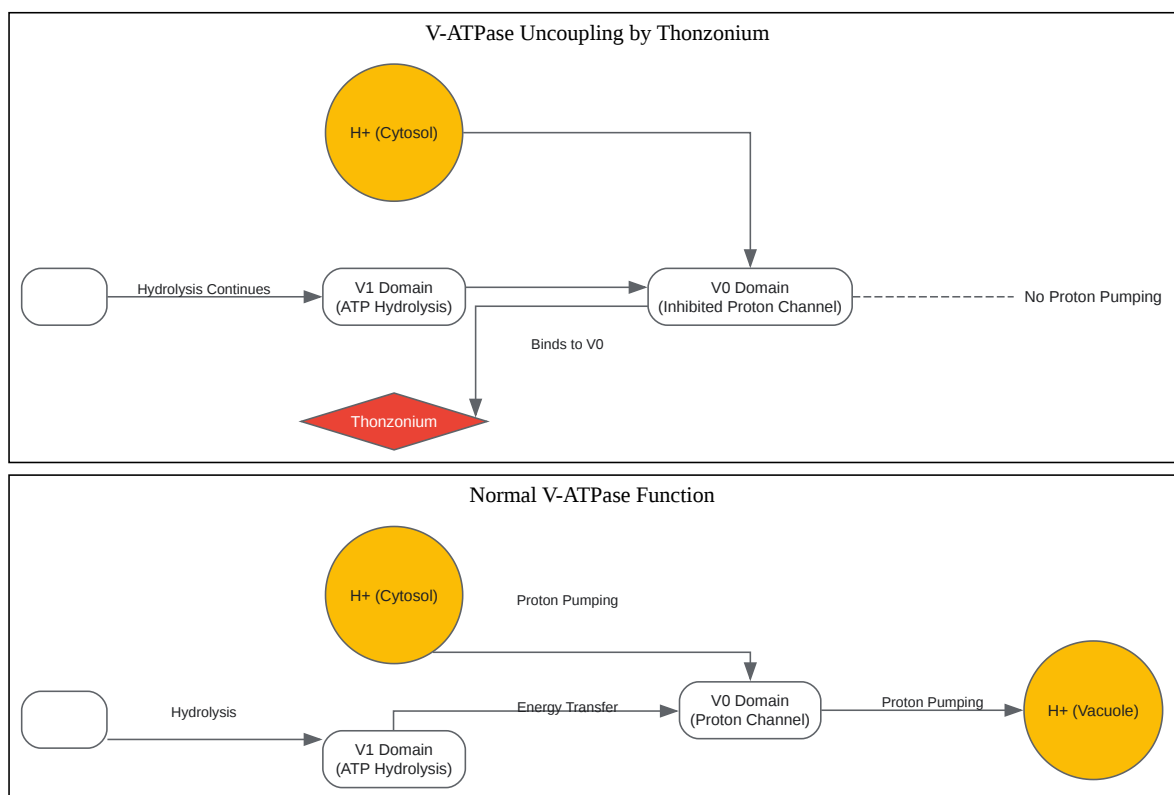 V-ATPase Uncoupling by Thonzonium
H+ (Cytosol)
Hydrolysis Continues
V1 Domain
(ATP Hydrolysis)
V0 Domain
(Inhibited Proton Channel)
No Proton Pumping
Binds to V0
Thonzonium
Normal V-ATPase Function
H+ (Cytosol)
Proton Pumping
Hydrolysis
V1 Domain
(ATP Hydrolysis)
Energy Transfer
V0 Domain
(Proton Channel)
Proton Pumping
H+ (Vacuole)